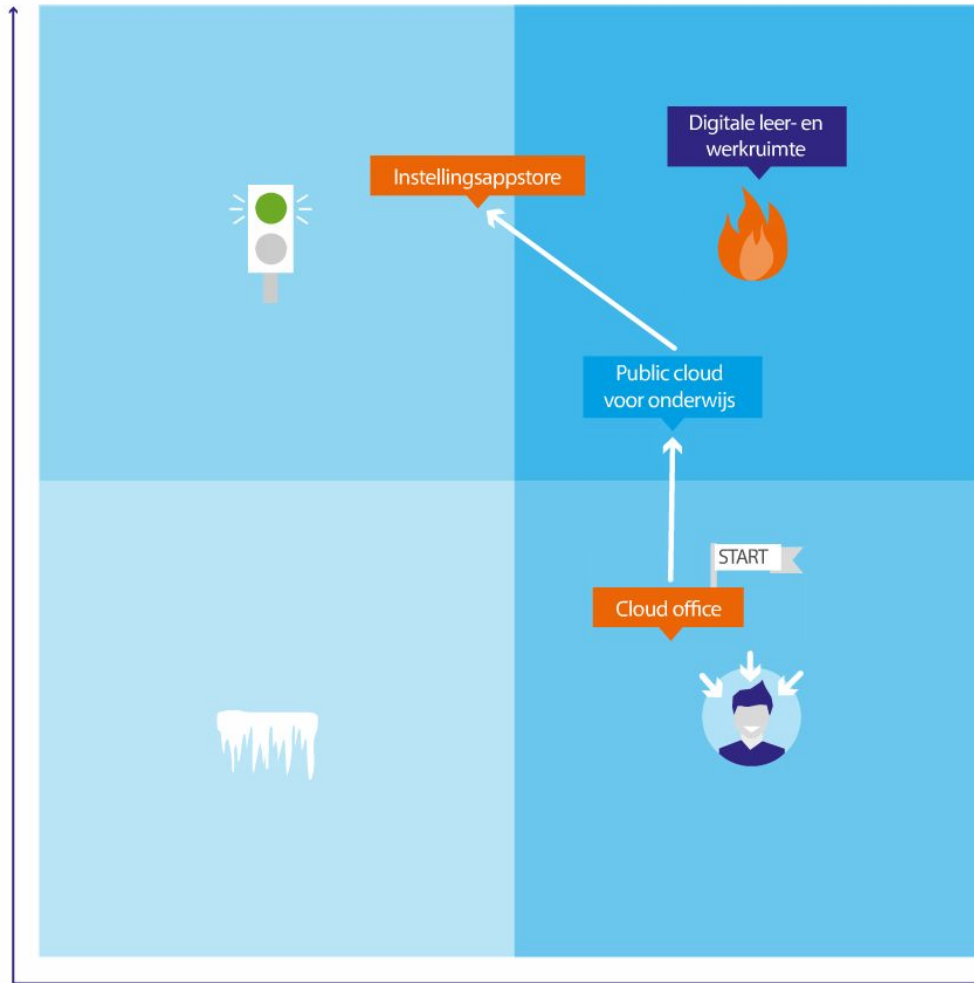 Digitale leer- en
werkruimte
Instellingsappstore
Public cloud
voor onderwijs
START
Cloud office